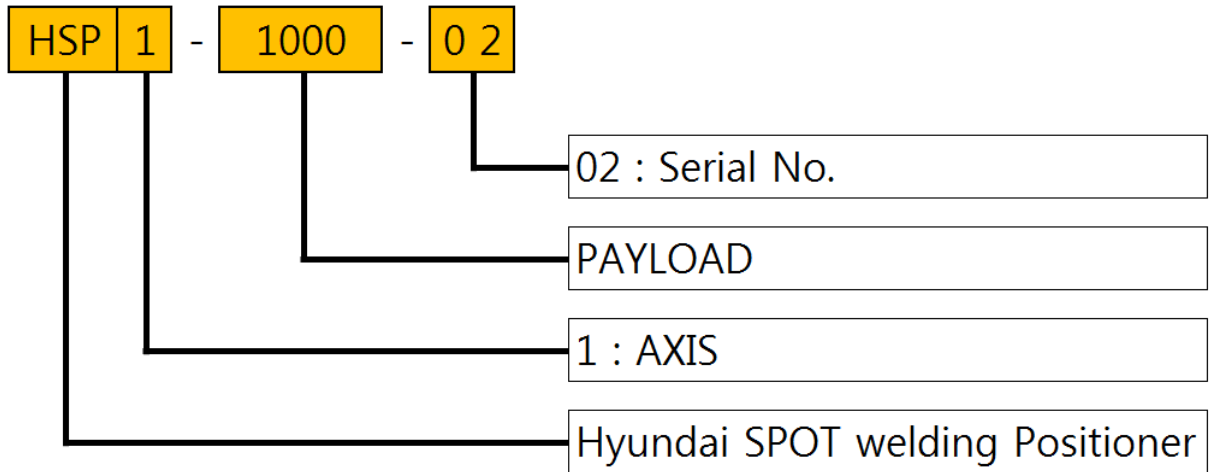 HSP 1 - 1000 - 0 2
02 : Serial No.
PAYLOAD
1 : AXIS
Hyundai SPOT welding Positioner